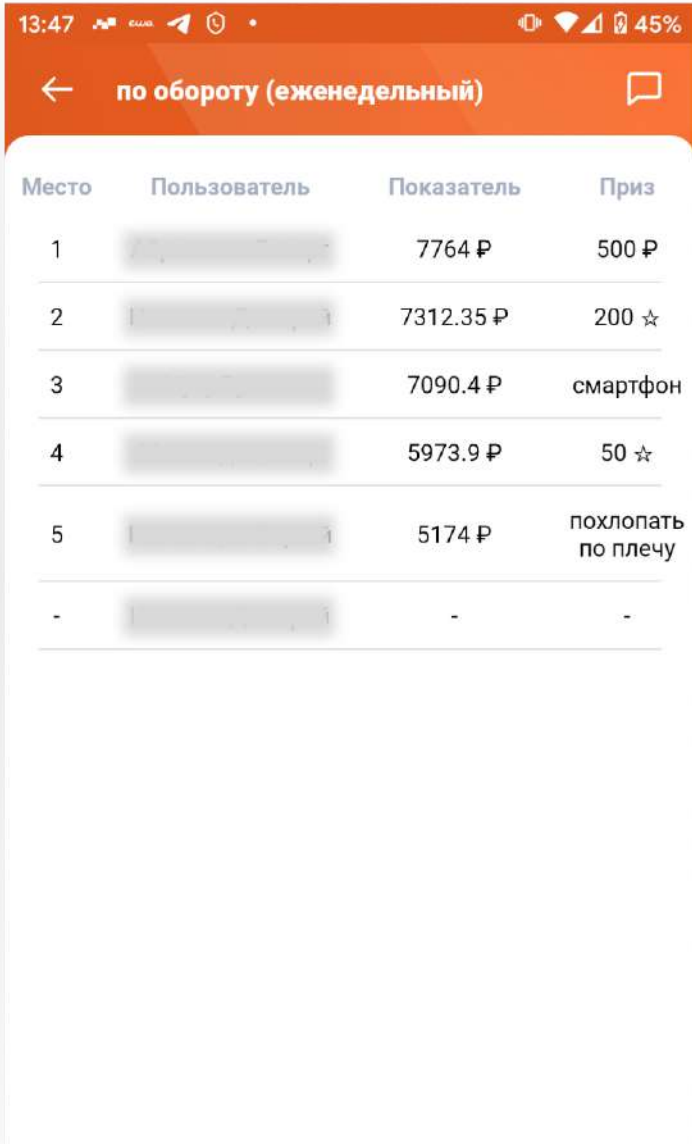 13:47 45%
по обороту (еженедельный)
Место Пользователь Показатель Приз
1 7764 ₽ 500 ₽
2 7312.35 ₽ 200 ☆
3 7090.4 ₽ смартфон
4 5973.9 ₽ 50 ☆
5 5174 ₽ похлопать
по плечу
- - -